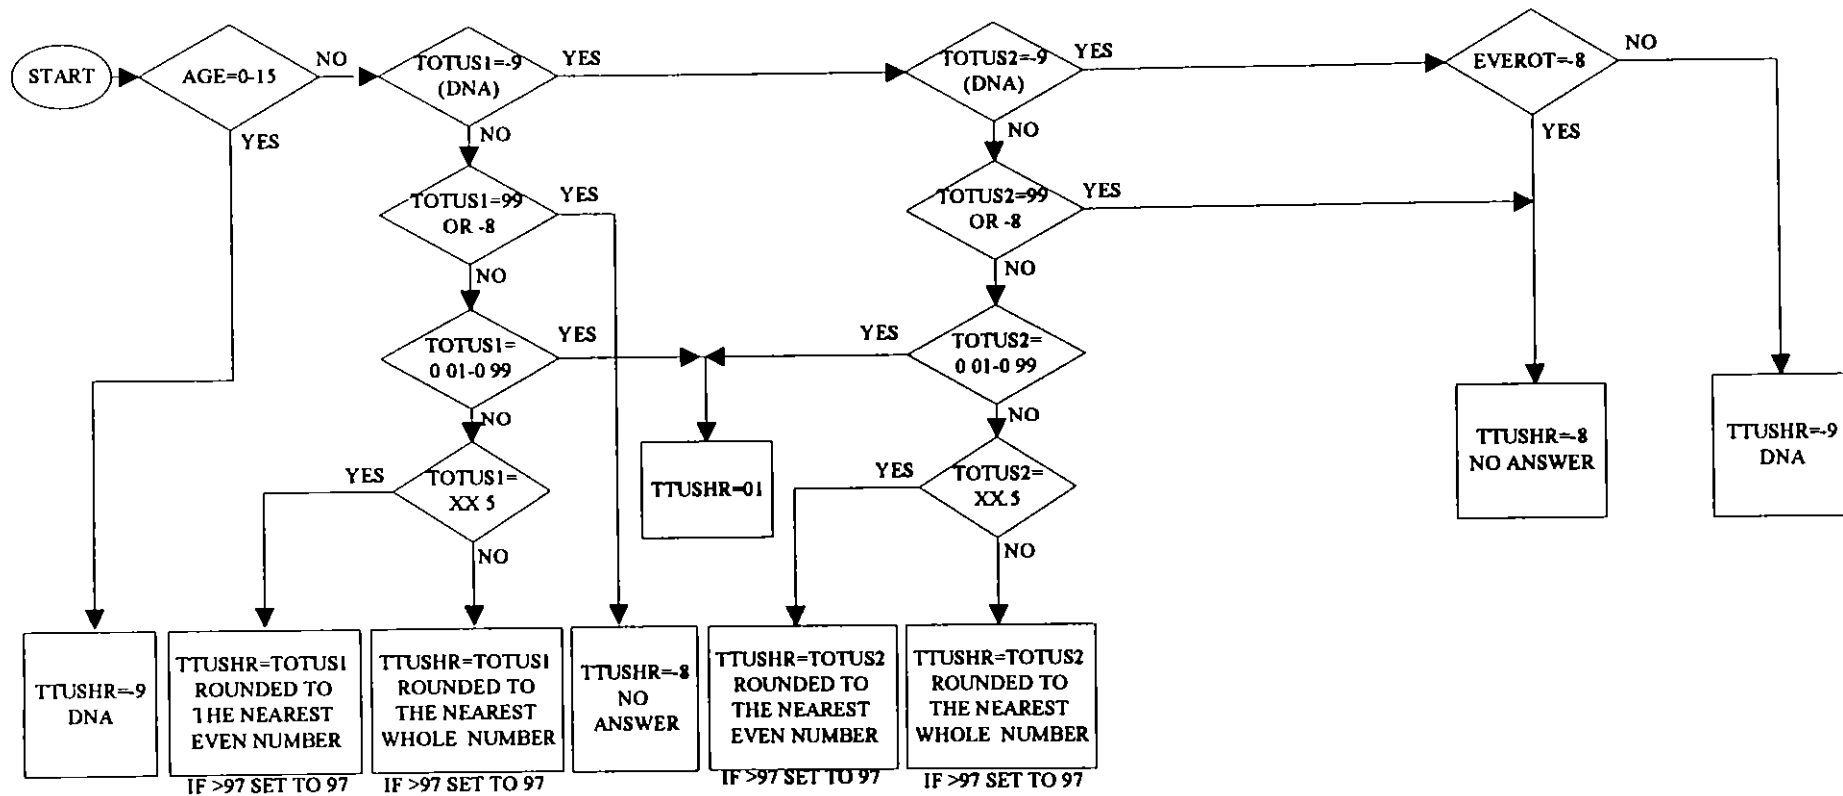 START
AGE=0-15
NO
YES
TOTUS1=-9
(DNA)
YES
NO
TOTUS2=-9
(DNA)
YES
NO
EVEROT=-8
NO
YES
TOTUS1=99
OR -8
YES
NO
TOTUS2=99
OR -8
YES
NO
TOTUS1=
0 01-0 99
YES
NO
TOTUS2=
0 01-0 99
YES
NO
TOTUS1=
XX 5
YES
NO
TTUSHR=01
TOTUS2=
XX.5
YES
NO
TTUSHR=-8
NO ANSWER
TTUSHR=-9
DNA
TTUSHR=-9
DNA
TTUSHR=TOTUS1
ROUNDED TO
THE NEAREST
EVEN NUMBER
IF >97 SET TO 97
TTUSHR=TOTUS1
ROUNDED TO
THE NEAREST
WHOLE NUMBER
IF >97 SET TO 97
TTUSHR=-8
NO
ANSWER
TTUSHR=TOTUS2
ROUNDED TO
THE NEAREST
EVEN NUMBER
IF >97 SET TO 97
TTUSHR=TOTUS2
ROUNDED TO
THE NEAREST
WHOLE NUMBER
IF >97 SET TO 97